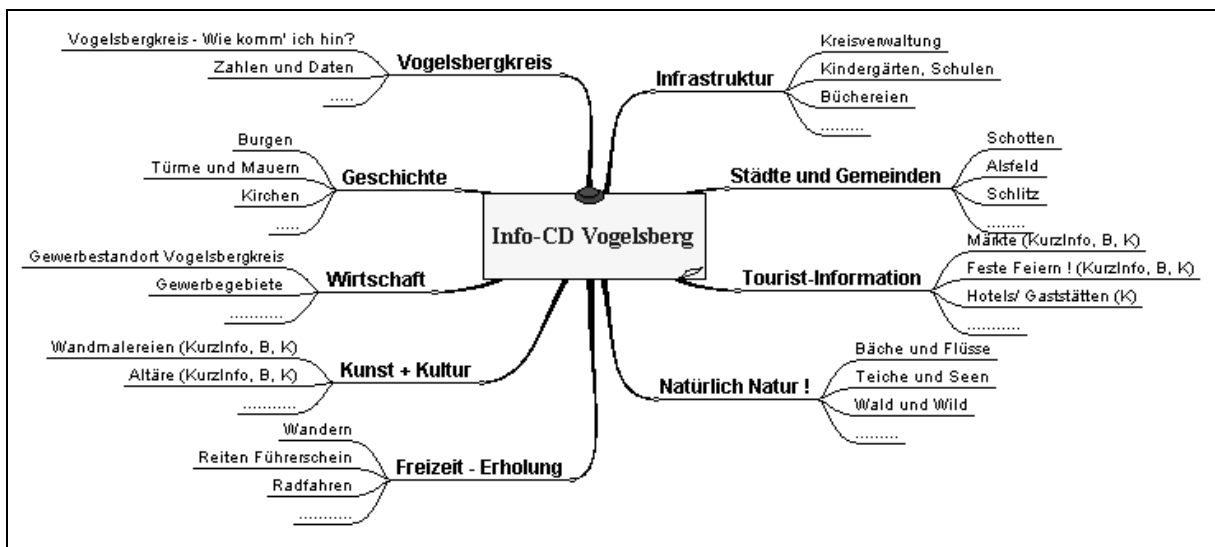 Vogelsbergkreis - Wie komm' ich hin?
Zahlen und Daten
.....
Vogelsbergkreis
Burgen
Türme und Mauern
Kirchen
.....
Geschichte
Gewerbestandort Vogelsbergkreis
Gewerbegebiete
...........
Wirtschaft
Wandmalereien (KurzInfo, B, K)
Altäre (KurzInfo, B, K)
...........
Kunst + Kultur
Wandern
Reiten Führerschein
Radfahren
...........
Freizeit - Erholung
Info-CD Vogelsberg
Infrastruktur
Kreisverwaltung
Kindergärten, Schulen
Büchereien
.........
Städte und Gemeinden
Schotten
Alsfeld
Schlitz
.........
Tourist-Information
Märkte (KurzInfo, B, K)
Feste Feiern ! (KurzInfo, B, K)
Hotels/ Gaststätten (K)
...........
Natürlich Natur !
Bäche und Flüsse
Teiche und Seen
Wald und Wild
.........